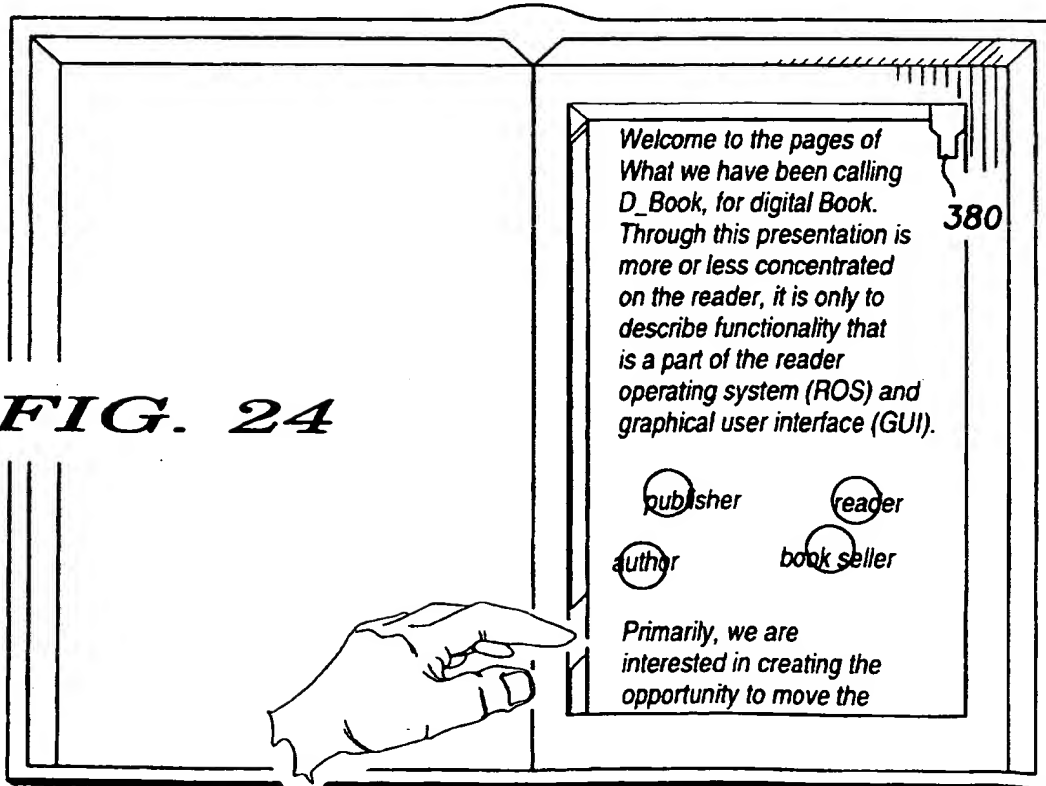 FIG. 24
Welcome to the pages of
What we have been calling
D_Book, for digital Book.
Through this presentation is
more or less concentrated
on the reader, it is only to
describe functionality that
is a part of the reader
operating system (ROS) and
graphical user interface (GUI).
380
publisher reader
author book seller
Primarily, we are
interested in creating the
opportunity to move the